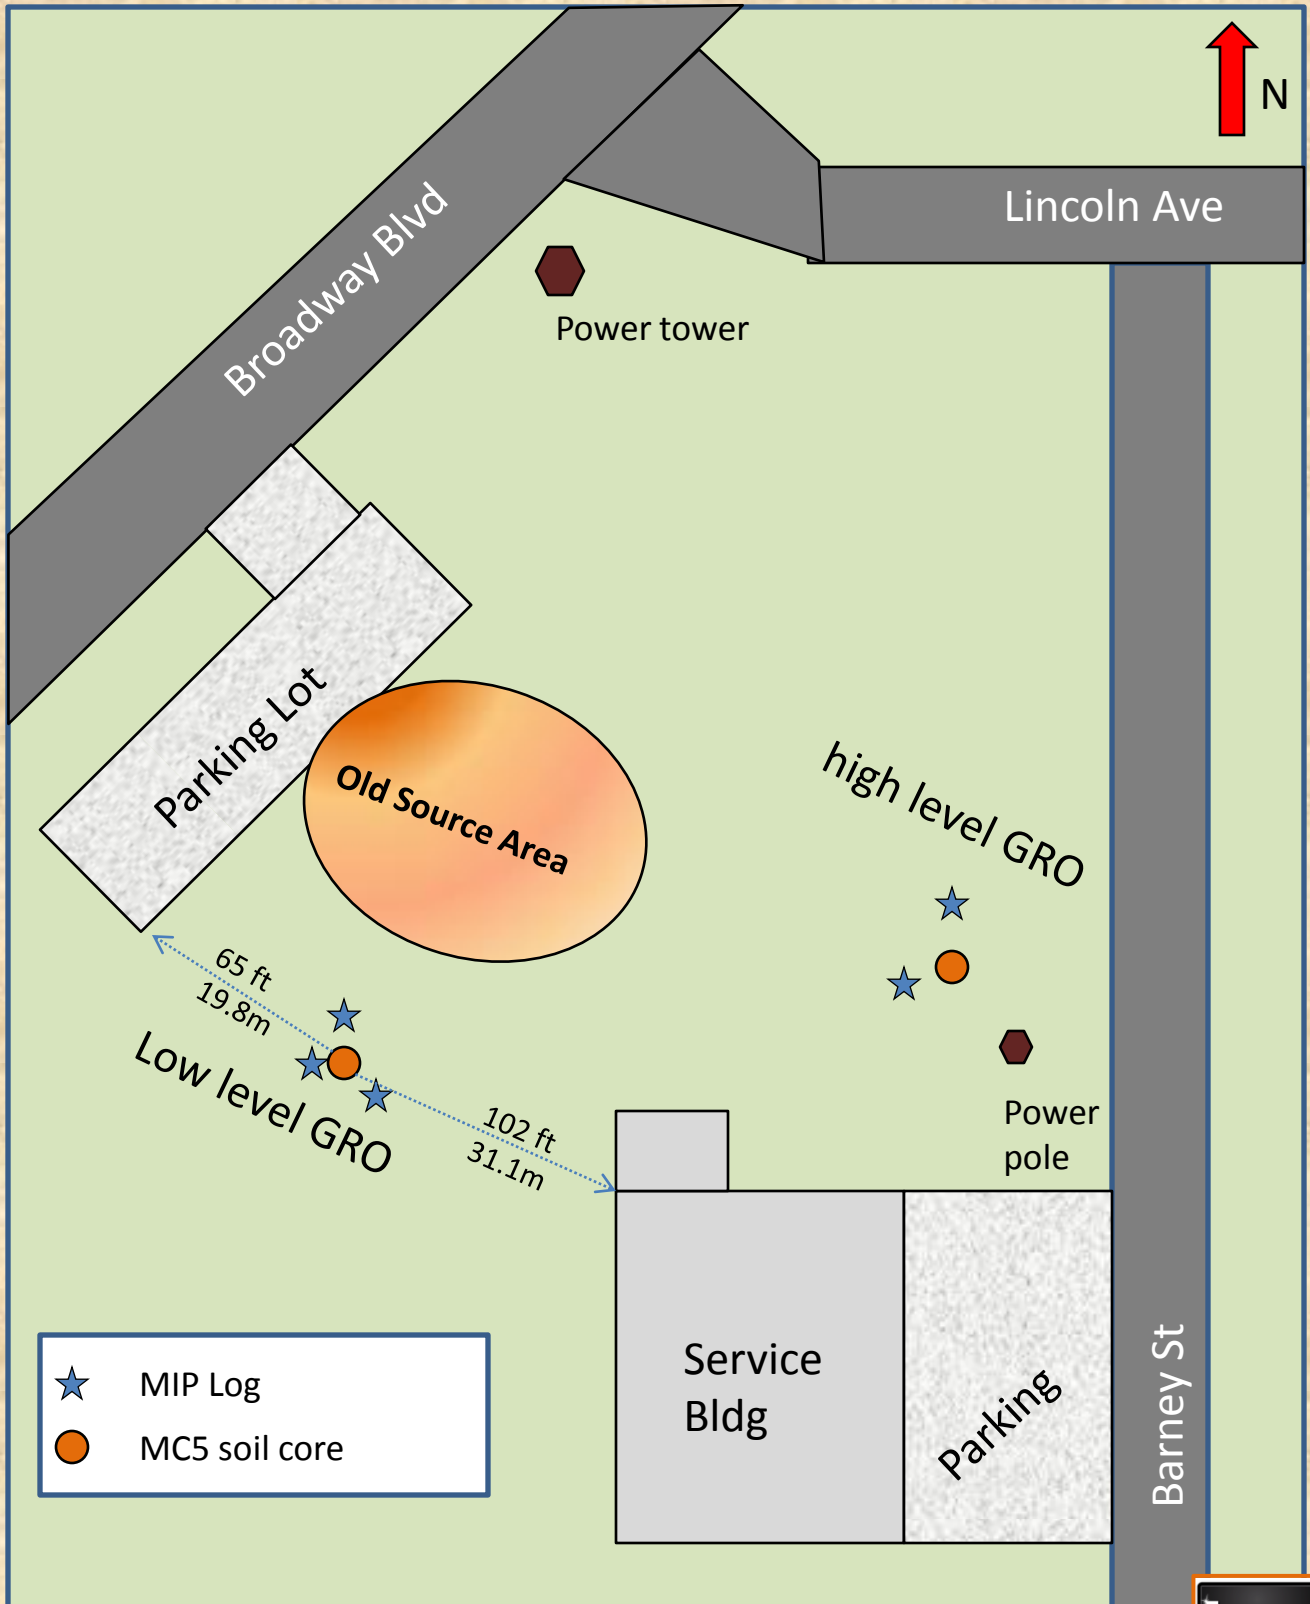 N
Lincoln Ave
Broadway Blvd
Power tower
Parking Lot
Old Source Area
high level GRO
65 ft
19.8m
Low level GRO
102 ft
31.1m
Power
pole
Service
Bldg
Parking
Barney St
MIP Log
MC5 soil core